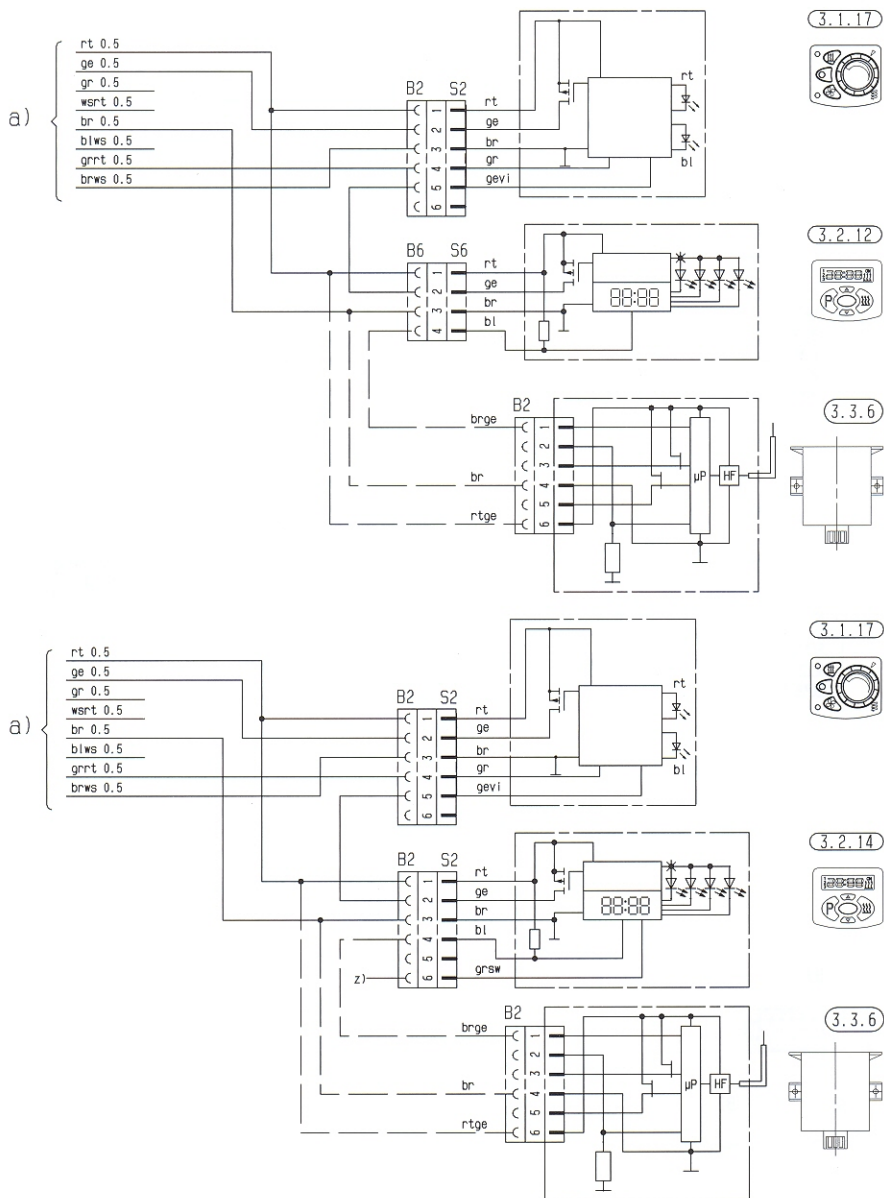 3.1.17
rt 0.5
ge 0.5
gr 0.5
wsrt 0.5
br 0.5
blws 0.5
grrt 0.5
brws 0.5
a)
B2 S2
1
2
3
4
5
6
rt
ge
br
gr
gevi
rt
bl
3.2.12
B6 S6
1
2
3
4
rt
ge
br
bl
88:88
88:88
P
3.3.6
B2
1
2
3
4
5
6
brge
br
rtge
µP
HF
3.1.17
rt 0.5
ge 0.5
gr 0.5
wsrt 0.5
br 0.5
blws 0.5
grrt 0.5
brws 0.5
a)
B2 S2
1
2
3
4
5
6
rt
ge
br
gr
gevi
rt
bl
3.2.14
B2 S2
1
2
3
4
5
6
rt
ge
br
bl
grsw
z)
88:88
88:88
P
3.3.6
B2
1
2
3
4
5
6
brge
br
rtge
µP
HF